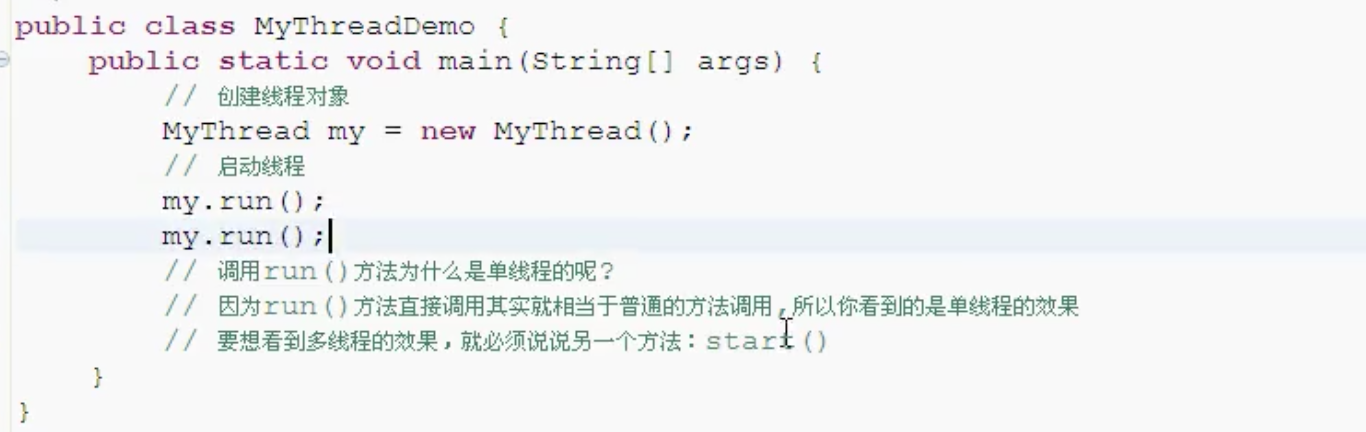 public class MyThreadDemo {
public static void main(String[] args) {
// 创建线程对象
MyThread my = new MyThread();
// 启动线程
my.run();
my.run();
// 调用run()方法为什么是单线程的呢?
// 因为run()方法直接调用其实就相当于普通的方法调用,所以你看到的是单线程的效果
// 要想看到多线程的效果,就必须说说另一个方法:start()
}
}